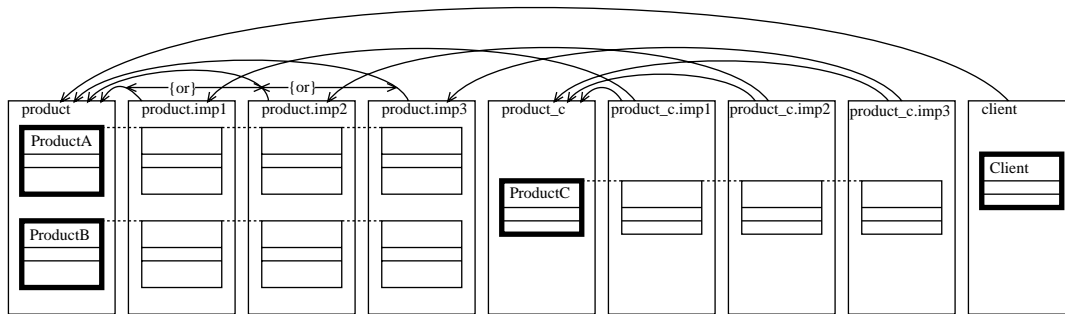 {or} {or}
product product.imp1 product.imp2 product.imp3 product_c product_c.imp1 product_c.imp2 product_c.imp3 client
ProductA
Client
ProductC
ProductB